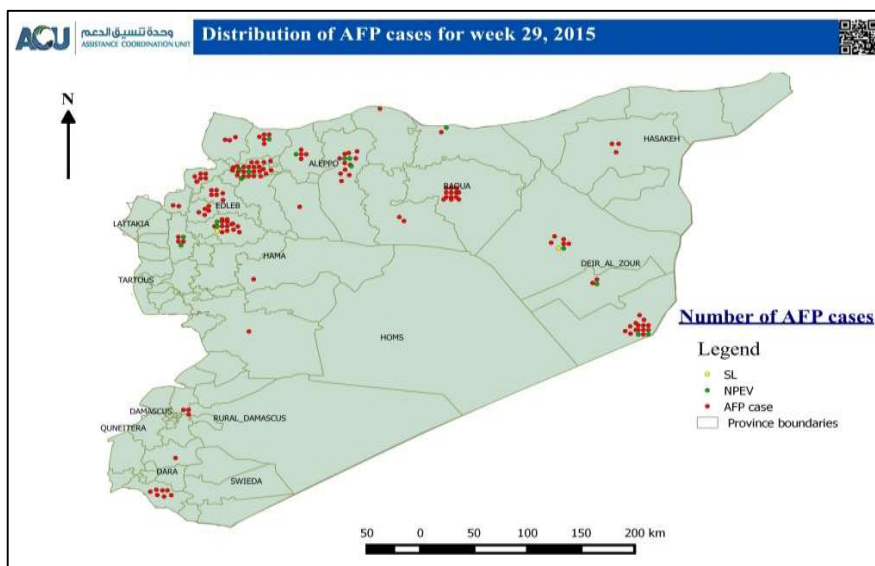 وحدة تنسيق الدعم
ACU ASSISTANCE COORDINATION UNIT
Distribution of AFP cases for week 29, 2015
N
HASAKEH
ALEPPO
RAQUA
EDLEB
LATTAKIA
DEIR_AL_ZOUR
HAMA
TARTOUS
Number of AFP cases
HOMS
Legend
SL
NPEV
DAMASCUS
RURAL_DAMASCUS
AFP case
QUNEITERA
Province boundaries
DARA
SWIEDA
50 0 50 100 150 200 km